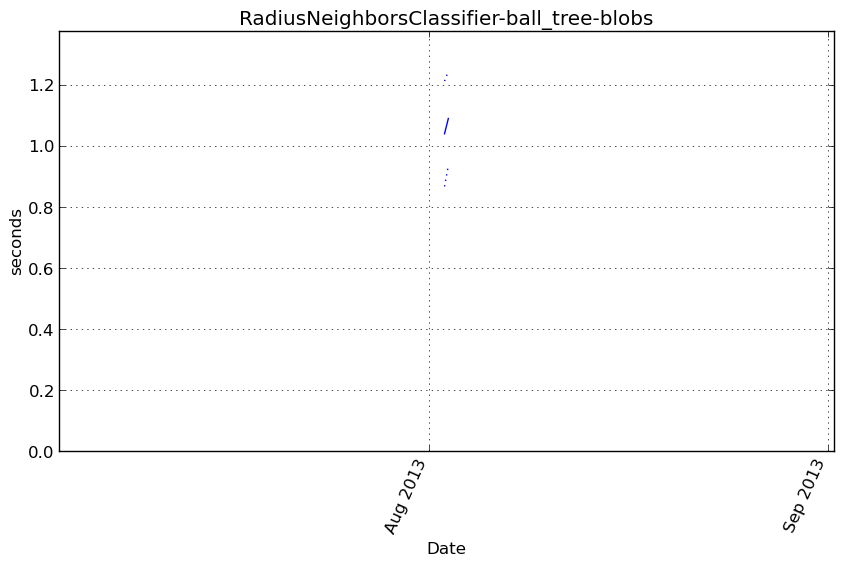 RadiusNeighborsClassifier-ball_tree-blobs
1.2
1.0
0.8
0.6
0.4
0.2
0.0
seconds
Aug 2013
Sep 2013
Date